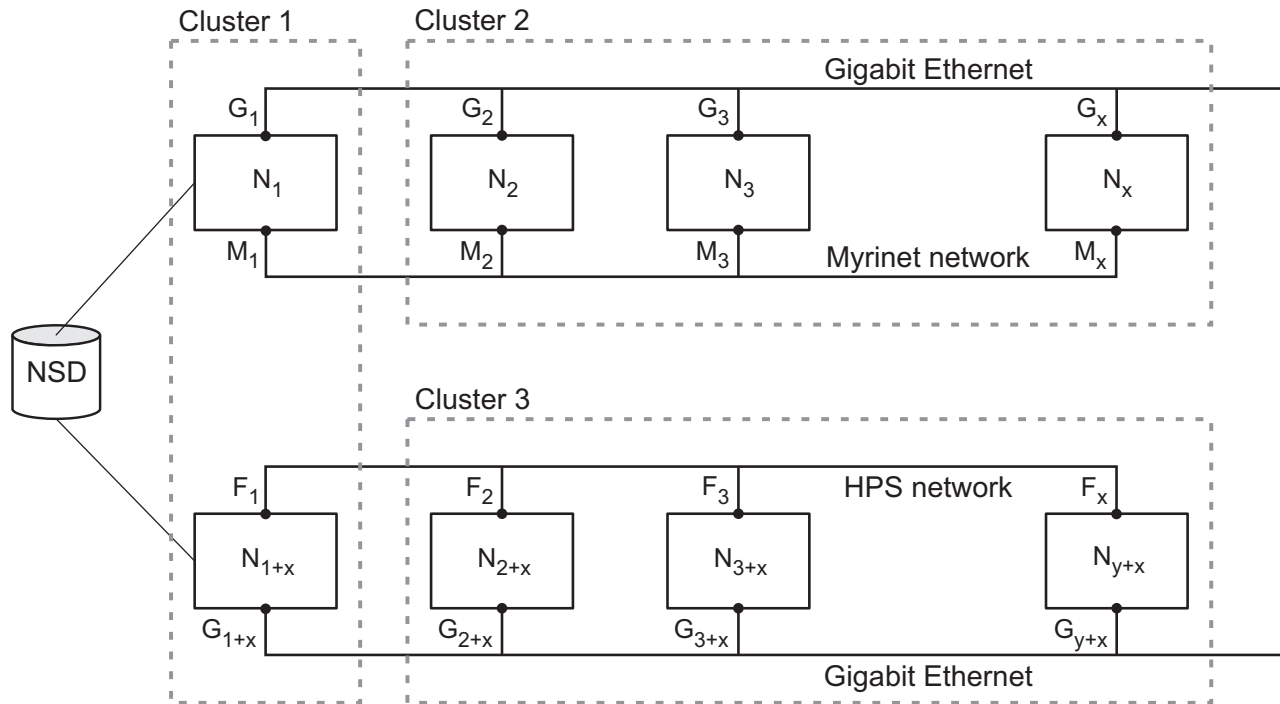 Cluster 1
Cluster 2
Gigabit Ethernet
G1 G2 G3 Gx
N1 N2 N3 Nx
M1 M2 M3 Myrinet network Mx
NSD
Cluster 3
F1 F2 F3 HPS network Fx
N1+x N2+x N3+x Ny+x
G1+x G2+x G3+x Gy+x
Gigabit Ethernet